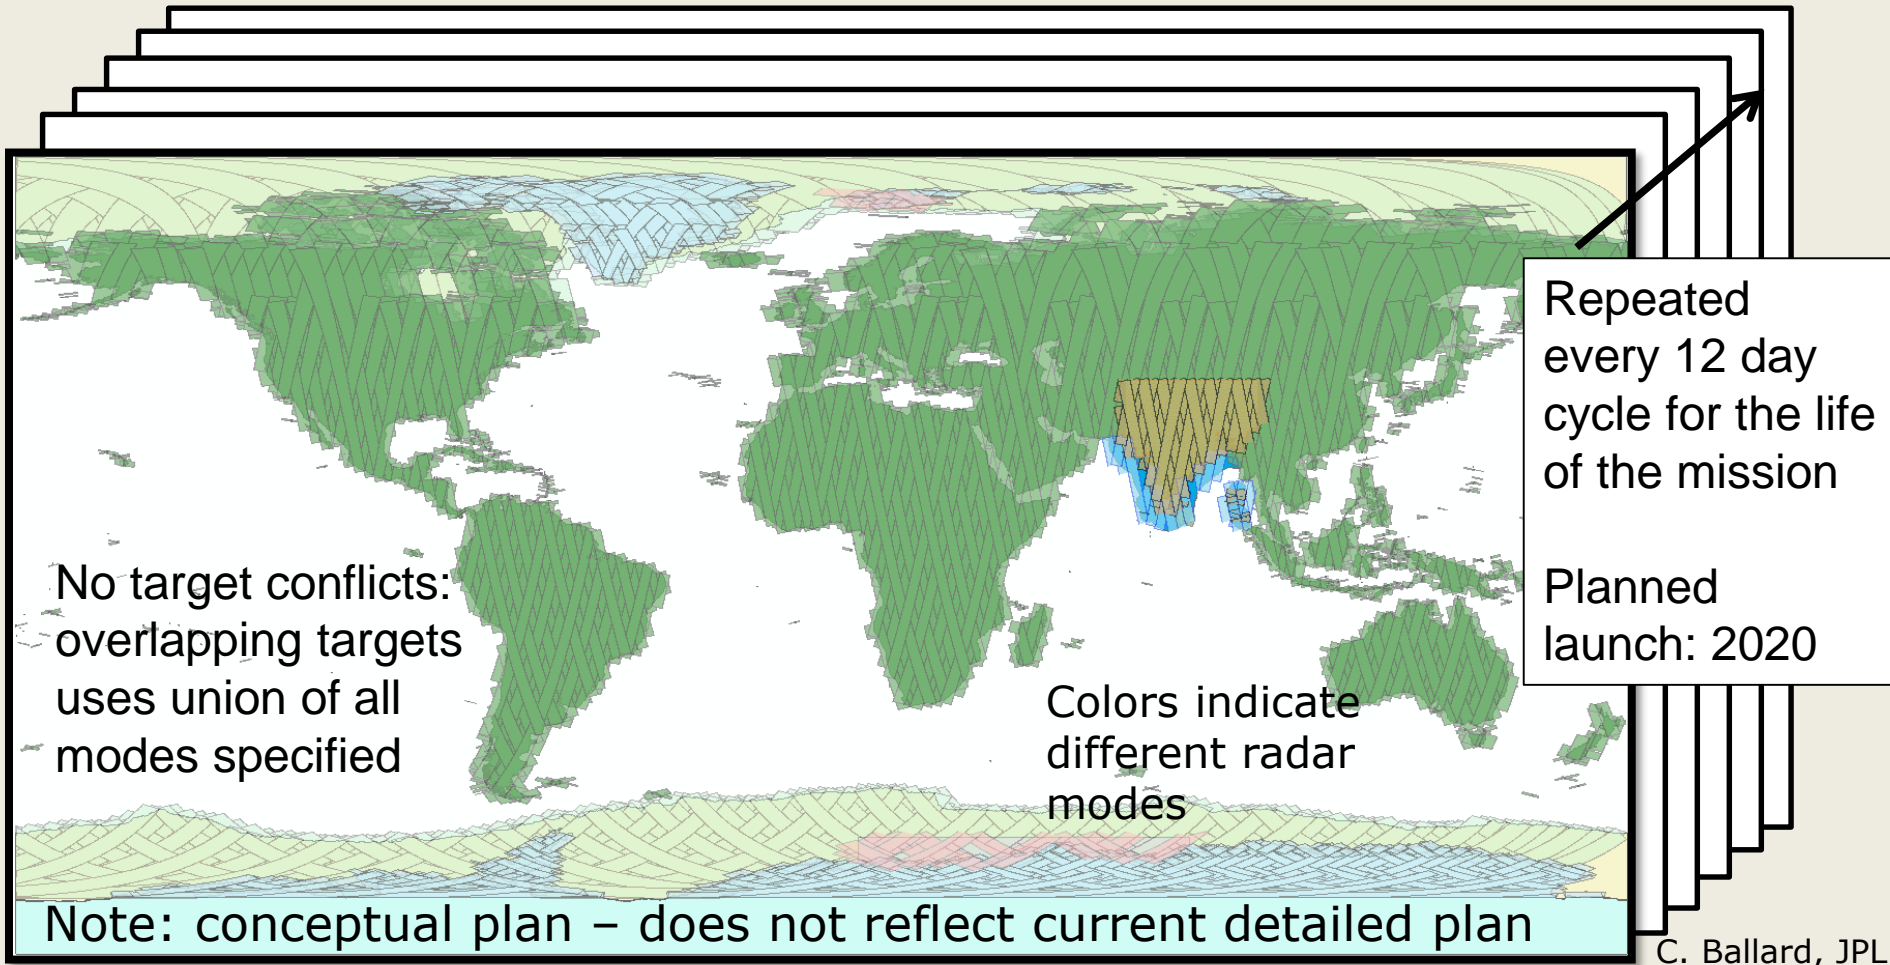 Repeated
every 12 day
cycle for the life
of the mission
Planned
launch: 2020
No target conflicts:
overlapping targets
uses union of all
modes specified
Colors indicate
different radar
modes
Note: conceptual plan – does not reflect current detailed plan
C. Ballard, JPL